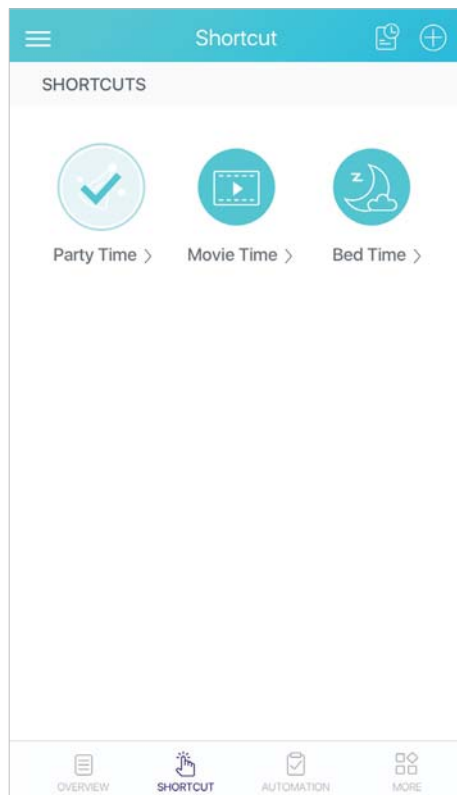 Shortcut
SHORTCUTS
Party Time > Movie Time > Bed Time >
z
OVERVIEW SHORTCUT AUTOMATION MORE